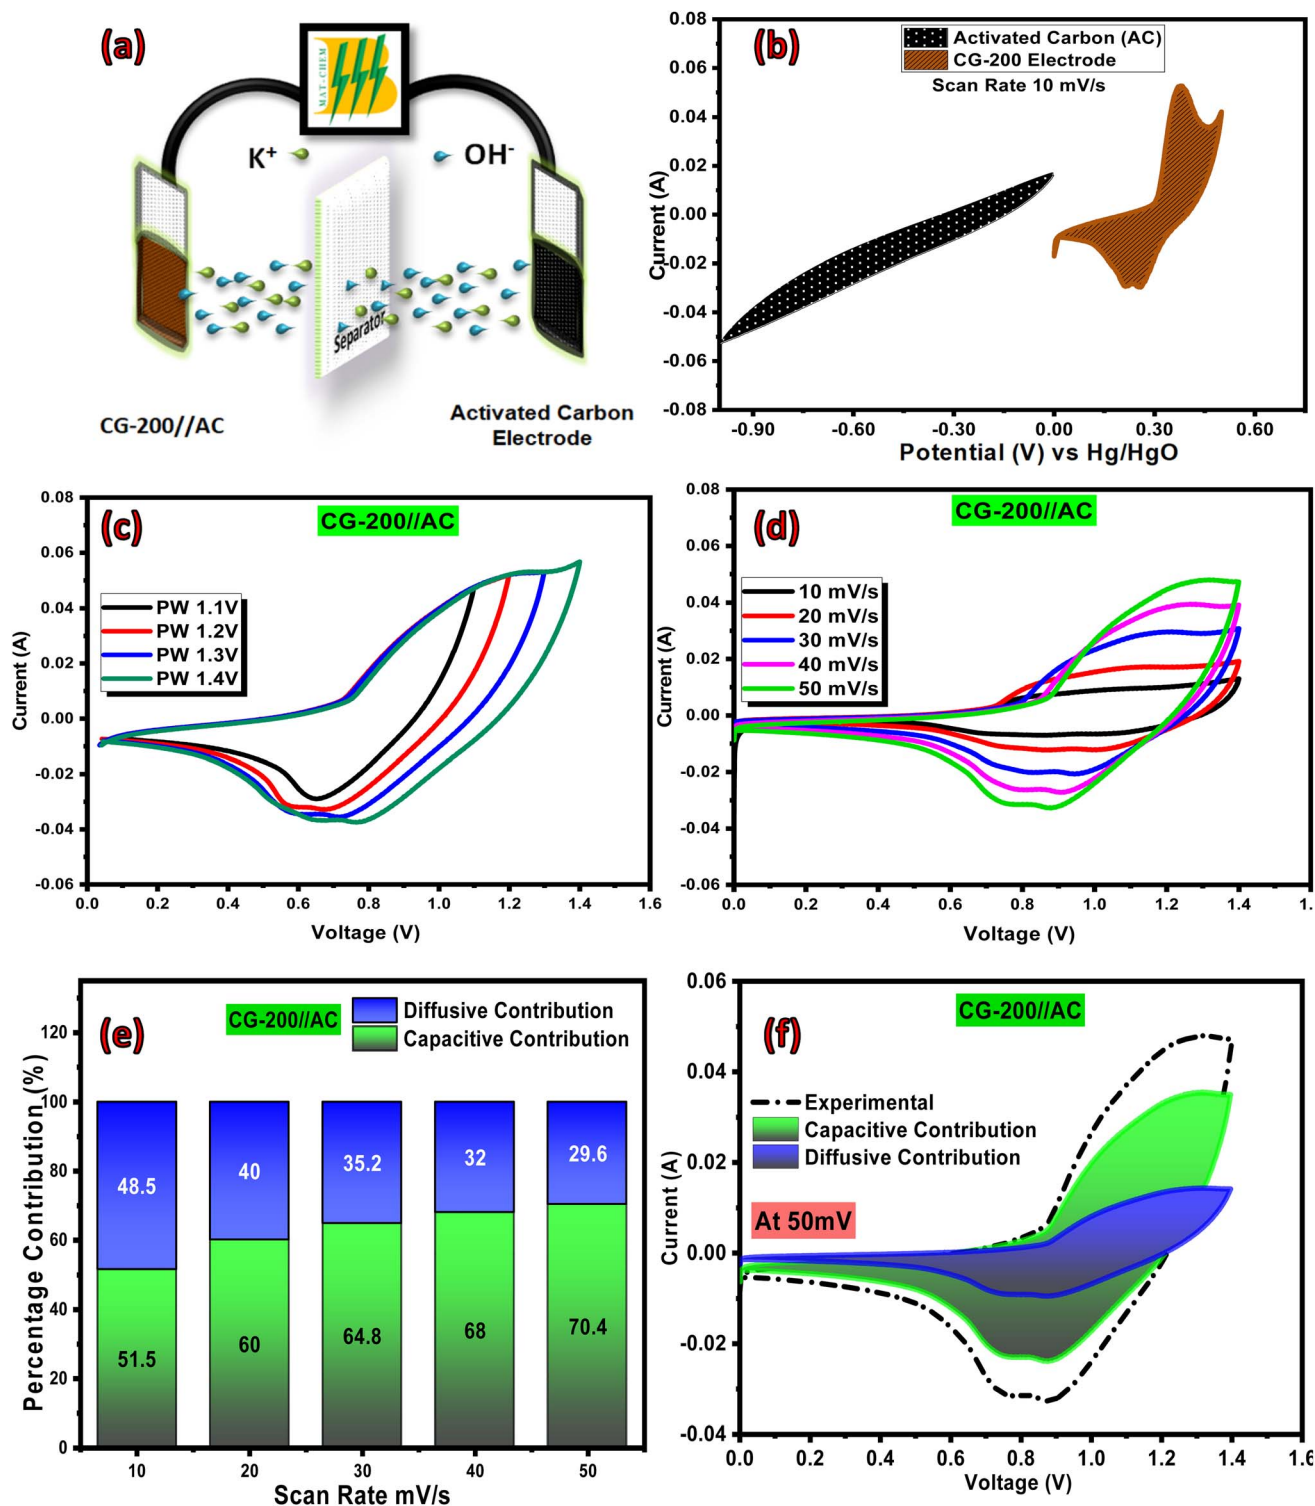 (a)
MAT-CHEM
K+
OH-
Separator
CG-200//AC
Activated Carbon
Electrode
(b)
Activated Carbon (AC)
CG-200 Electrode
Scan Rate 10 mV/s
Current (A)
0.08
0.06
0.04
0.02
0.00
-0.02
-0.04
-0.06
-0.08
-0.90 -0.60 -0.30 0.00 0.30 0.60
Potential (V) vs Hg/HgO
(c)
CG-200//AC
PW 1.1V
PW 1.2V
PW 1.3V
PW 1.4V
Current (A)
0.08
0.06
0.04
0.02
0.00
-0.02
-0.04
-0.06
0.0 0.2 0.4 0.6 0.8 1.0 1.2 1.4 1.6
Voltage (V)
(d)
CG-200//AC
10 mV/s
20 mV/s
30 mV/s
40 mV/s
50 mV/s
Current (A)
0.08
0.06
0.04
0.02
0.00
-0.02
-0.04
-0.06
0.0 0.2 0.4 0.6 0.8 1.0 1.2 1.4 1.
Voltage (V)
(e)
CG-200//AC
Diffusive Contribution
Capacitive Contribution
Percentage Contribution (%)
120
100
80
60
40
20
0
48.5 40 35.2 32 29.6
51.5 60 64.8 68 70.4
10 20 30 40 50
Scan Rate mV/s
(f)
CG-200//AC
Experimental
Capacitive Contribution
Diffusive Contribution
At 50mV
Current (A)
0.06
0.04
0.02
0.00
-0.02
-0.04
0.0 0.2 0.4 0.6 0.8 1.0 1.2 1.4 1.6
Voltage (V)